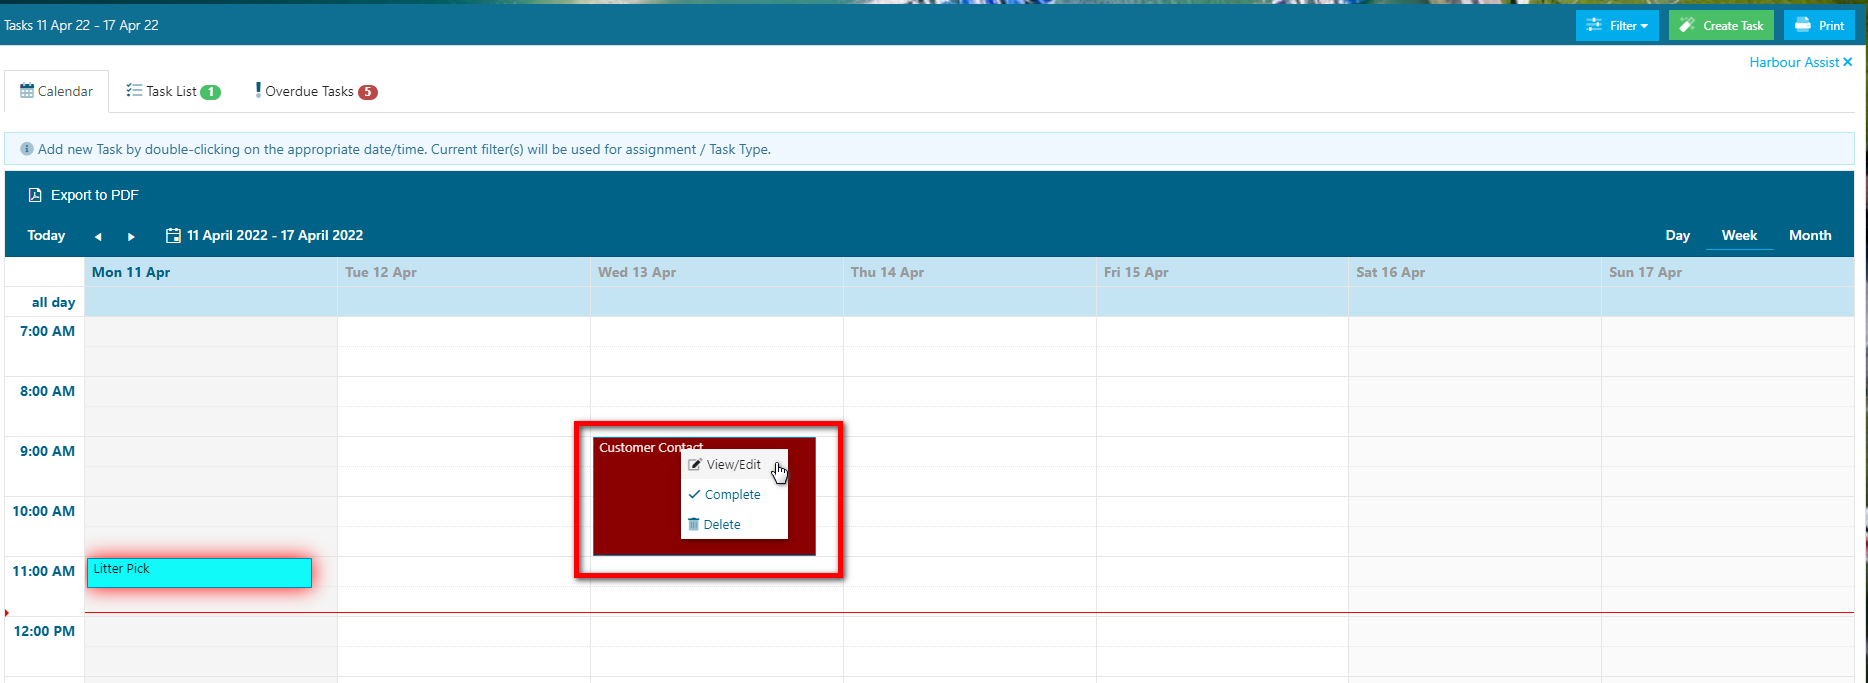 Tasks 11 Apr 22 - 17 Apr 22
Filter
Create Task
Print
Harbour Assist ×
Calendar
Task List 1
Overdue Tasks 5
Add new Task by double-clicking on the appropriate date/time. Current filter(s) will be used for assignment / Task Type.
Export to PDF
Today
11 April 2022 - 17 April 2022
Day
Week
Month
Mon 11 Apr
Tue 12 Apr
Wed 13 Apr
Thu 14 Apr
Fri 15 Apr
Sat 16 Apr
Sun 17 Apr
all day
7:00 AM
8:00 AM
9:00 AM
Customer Contact
View/Edit
Complete
Delete
10:00 AM
11:00 AM
Litter Pick
12:00 PM